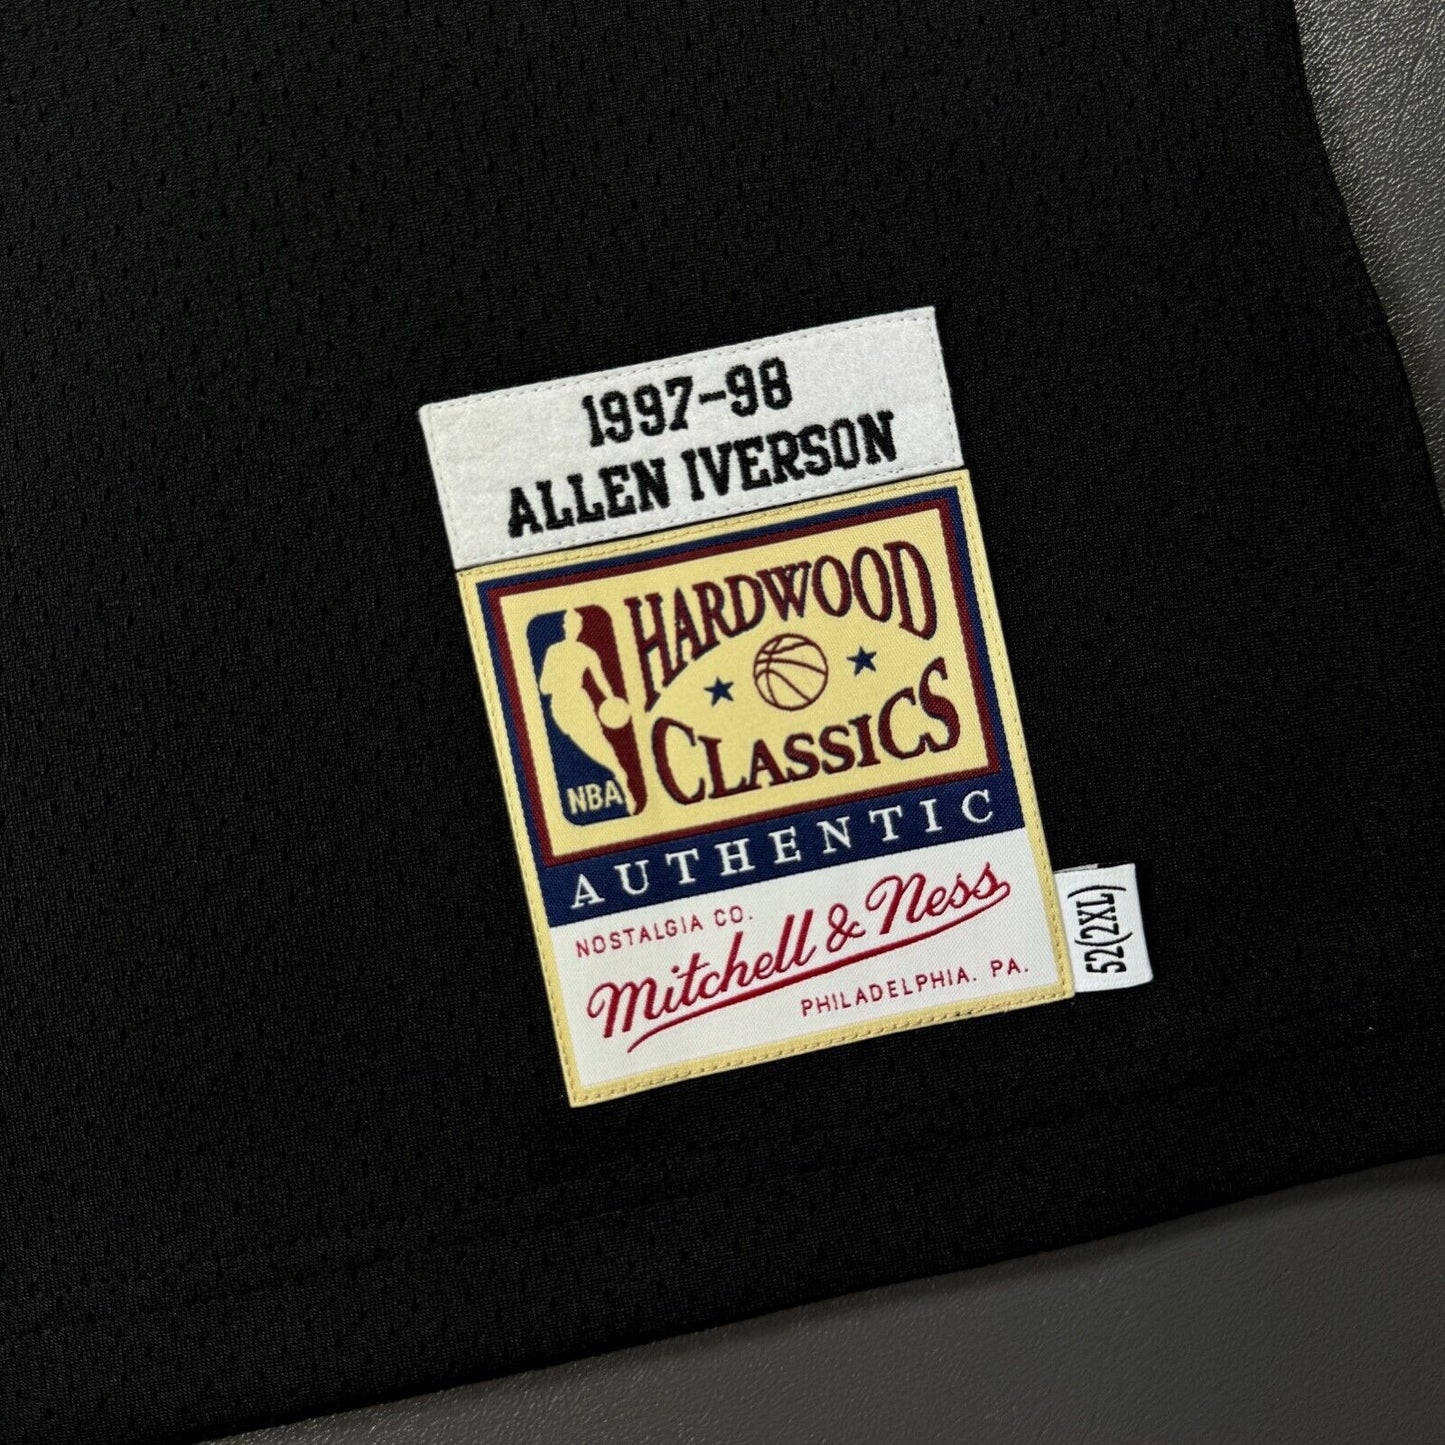 1997-98
ALLEN IVERSON
HARDWOOD
CLASSICS
NBA
AUTHENTIC
NOSTALGIA CO.
Mitchell & Ness
PHILADELPHIA. PA.
52(2XL)